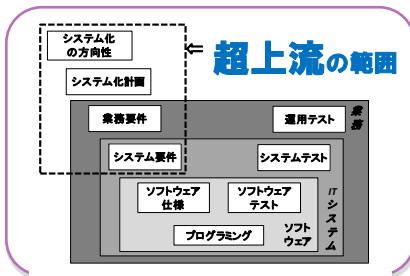 システム化
の方向性
⇐ 超上流の範囲
システム化計画
業務要件
運用テスト
業務
システム要件
システムテスト
ITシステム
ソフトウェア
仕様
ソフトウェア
テスト
プログラミング
ソフト
ウェア